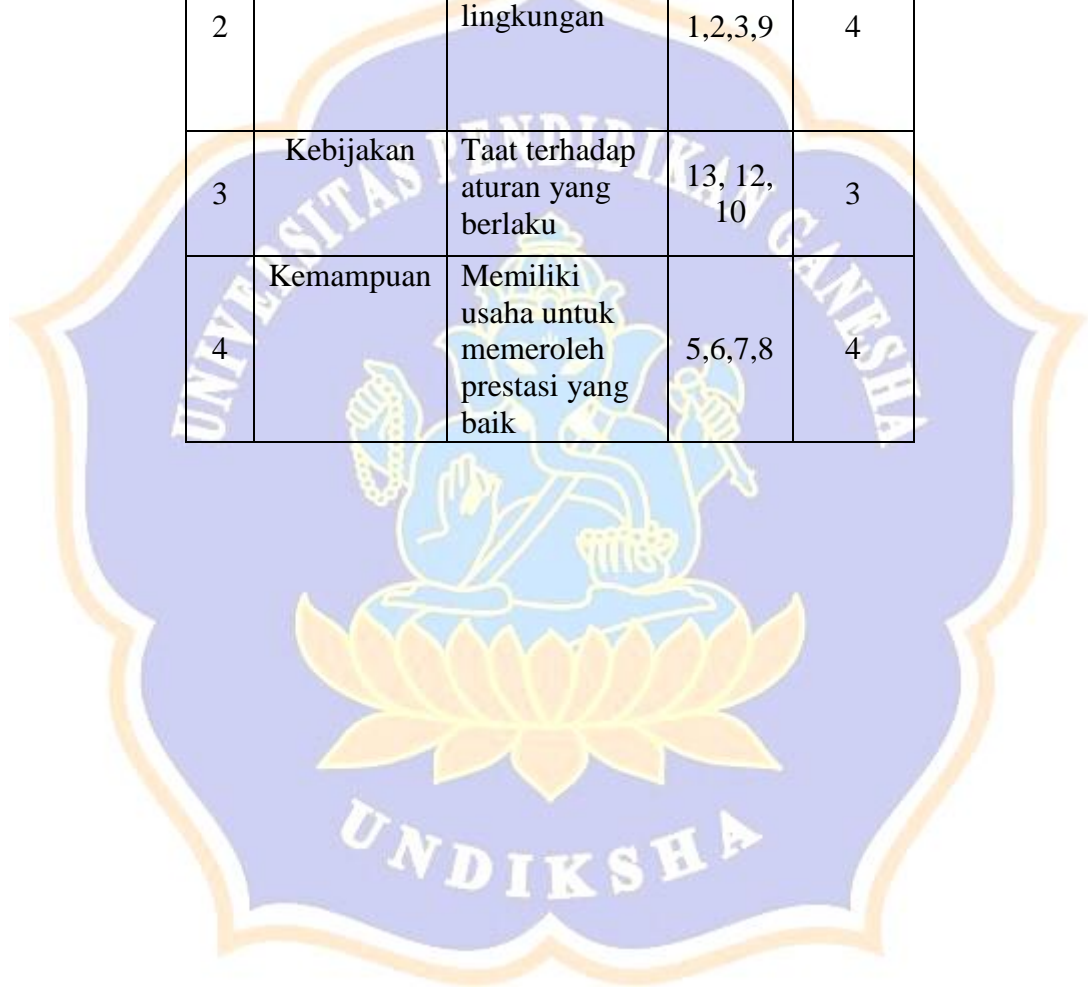 2 lingkungan 1,2,3,9 4
3 Kebijakan Taat terhadap
aturan yang
berlaku 13, 12,
10 3
4 Kemampuan Memiliki
usaha untuk
memeroleh
prestasi yang
baik 5,6,7,8 4
UNIVERSITAS PENDIDIKAN GANESHA
UNDIKSHA